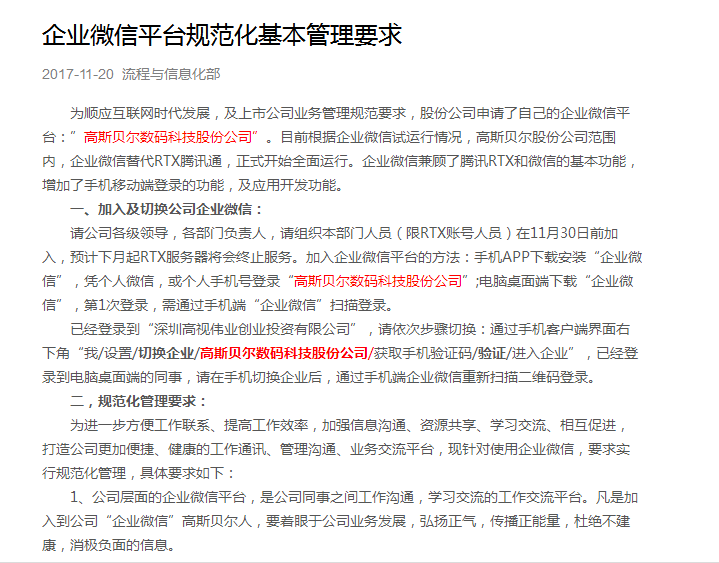 企业微信平台规范化基本管理要求
2017-11-20 流程与信息化部
为顺应互联网时代发展，及上市公司业务管理规范要求，股份公司申请了自己的企业微信平
台：”高斯贝尔数码科技股份公司”。目前根据企业微信试运行情况，高斯贝尔股份公司范围
内，企业微信替代RTX腾讯通，正式开始全面运行。企业微信兼顾了腾讯RTX和微信的基本功能，
增加了手机移动端登录的功能，及应用开发功能。
一、加入及切换公司企业微信：
请公司各级领导，各部门负责人，请组织本部门人员（限RTX账号人员）在11月30日前加
入，预计下月起RTX服务器将会终止服务。加入企业微信平台的方法：手机APP下载安装“企业微
信”，凭个人微信，或个人手机号登录“高斯贝尔数码科技股份公司”;电脑桌面端下载“企业微
信”，第1次登录，需通过手机端“企业微信”扫描登录。
已经登录到“深圳高视伟业创业投资有限公司”，请依次步骤切换：通过手机客户端界面右
下角“我/设置/切换企业/高斯贝尔数码科技股份公司/获取手机验证码/验证/进入企业”，已经登
录到电脑桌面端的同事，请在手机切换企业后，通过手机端企业微信重新扫描二维码登录。
二，规范化管理要求：
为进一步方便工作联系、提高工作效率，加强信息沟通、资源共享、学习交流、相互促进，
打造公司更加便捷、健康的工作通讯、管理沟通、业务交流平台，现针对使用企业微信，要求实
行规范化管理，具体要求如下：
1、公司层面的企业微信平台，是公司同事之间工作沟通，学习交流的工作交流平台。凡是加
入到公司“企业微信”高斯贝尔人，要着眼于公司业务发展，弘扬正气，传播正能量，杜绝不建
康，消极负面的信息。